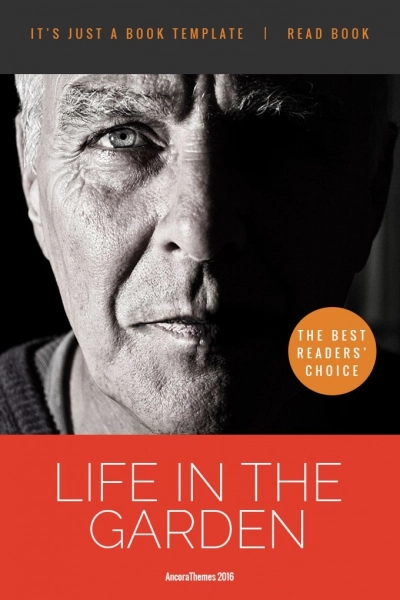 IT'S JUST A BOOK TEMPLATE | READ BOOK
THE BEST
READERS'
CHOICE
LIFE IN THE
GARDEN
AncoraThemes 2016